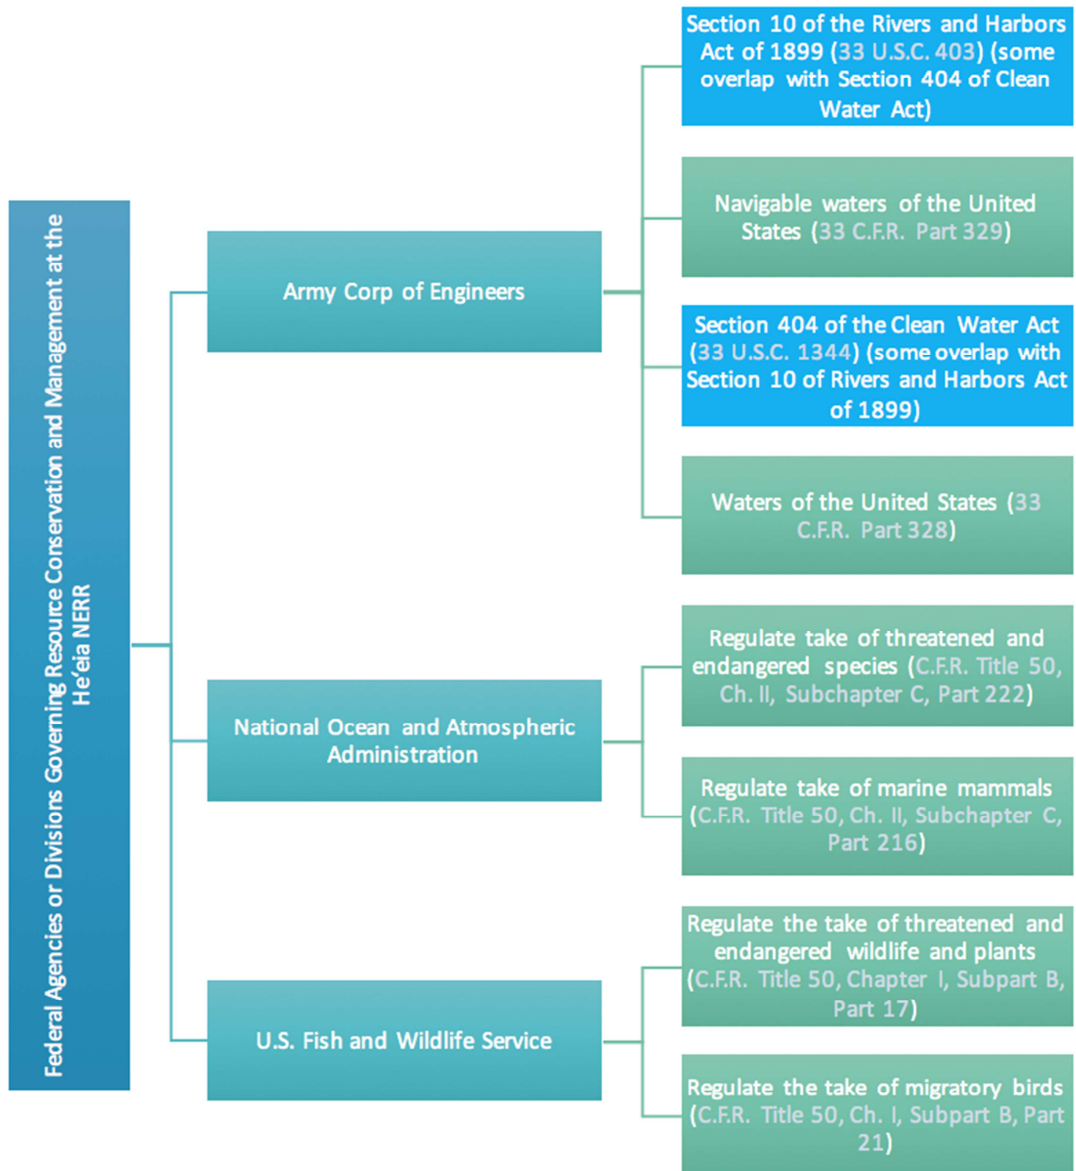 Federal Agencies or Divisions Governing Resource Conservation and Management at the
Heʻeia NERR
Army Corp of Engineers
Section 10 of the Rivers and Harbors
Act of 1899 (33 U.S.C. 403) (some
overlap with Section 404 of Clean
Water Act)
Navigable waters of the United
States (33 C.F.R. Part 329)
Section 404 of the Clean Water Act
(33 U.S.C. 1344) (some overlap with
Section 10 of Rivers and Harbors Act
of 1899)
Waters of the United States (33
C.F.R. Part 328)
National Ocean and Atmospheric
Administration
Regulate take of threatened and
endangered species (C.F.R. Title 50,
Ch. II, Subchapter C, Part 222)
Regulate take of marine mammals
(C.F.R. Title 50, Ch. II, Subchapter C,
Part 216)
U.S. Fish and Wildlife Service
Regulate the take of threatened and
endangered wildlife and plants
(C.F.R. Title 50, Chapter I, Subpart B,
Part 17)
Regulate the take of migratory birds
(C.F.R. Title 50, Ch. I, Subpart B, Part
21)